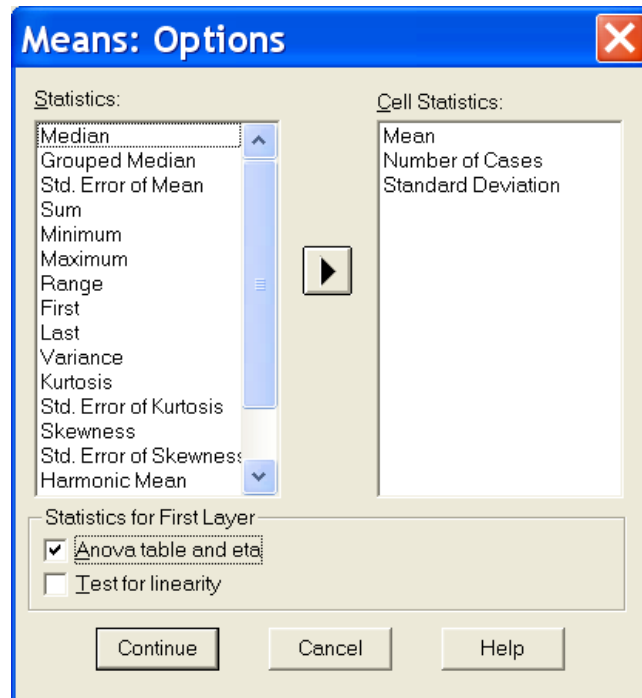 Means: Options
Statistics:
Median
Grouped Median
Std. Error of Mean
Sum
Minimum
Maximum
Range
First
Last
Variance
Kurtosis
Std. Error of Kurtosis
Skewness
Std. Error of Skewness
Harmonic Mean
Cell Statistics:
Mean
Number of Cases
Standard Deviation
Statistics for First Layer
Anova table and eta
Test for linearity
Continue
Cancel
Help